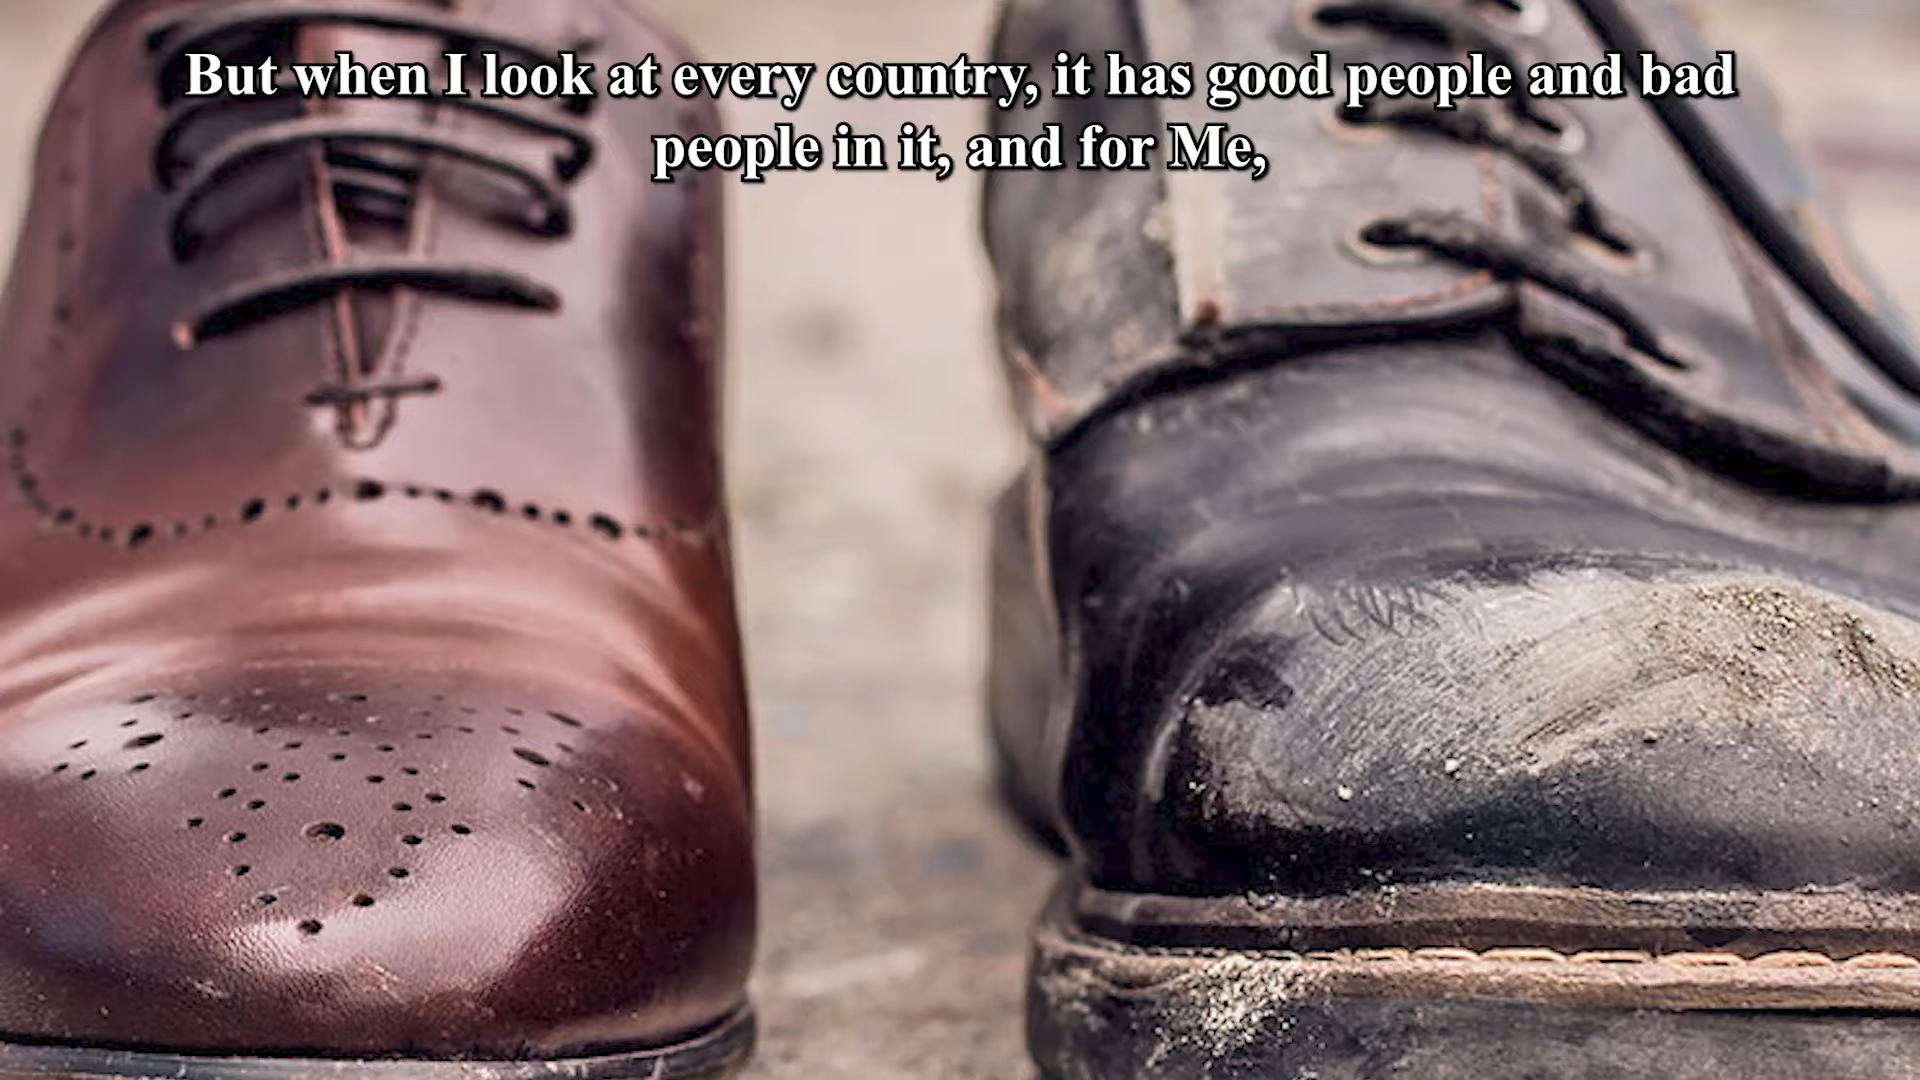 But when I look at every country, it has good people and bad
people in it, and for Me,